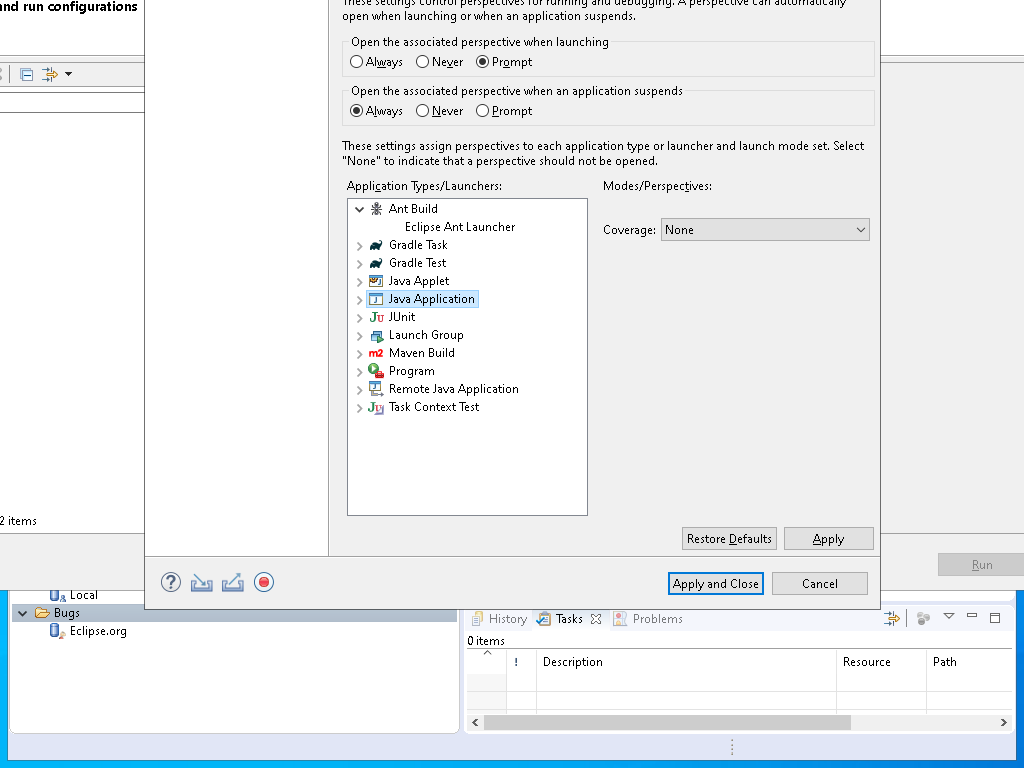 and run configurations
These settings control perspectives for running and debugging. A perspective can automatically
open when launching or when an application suspends.
Open the associated perspective when launching
Always Never Prompt
Open the associated perspective when an application suspends
Always Never Prompt
These settings assign perspectives to each application type or launcher and launch mode set. Select
"None" to indicate that a perspective should not be opened.
Application Types/Launchers:
Modes/Perspectives:
Ant Build
Eclipse Ant Launcher
Coverage: None
Gradle Task
Gradle Test
Java Applet
Java Application
JUnit
Launch Group
Maven Build
Program
Remote Java Application
Task Context Test
2 items
Restore Defaults Apply
Run
Apply and Close Cancel
Local
Bugs
Eclipse.org
History Tasks Problems
0 items
! Description Resource Path